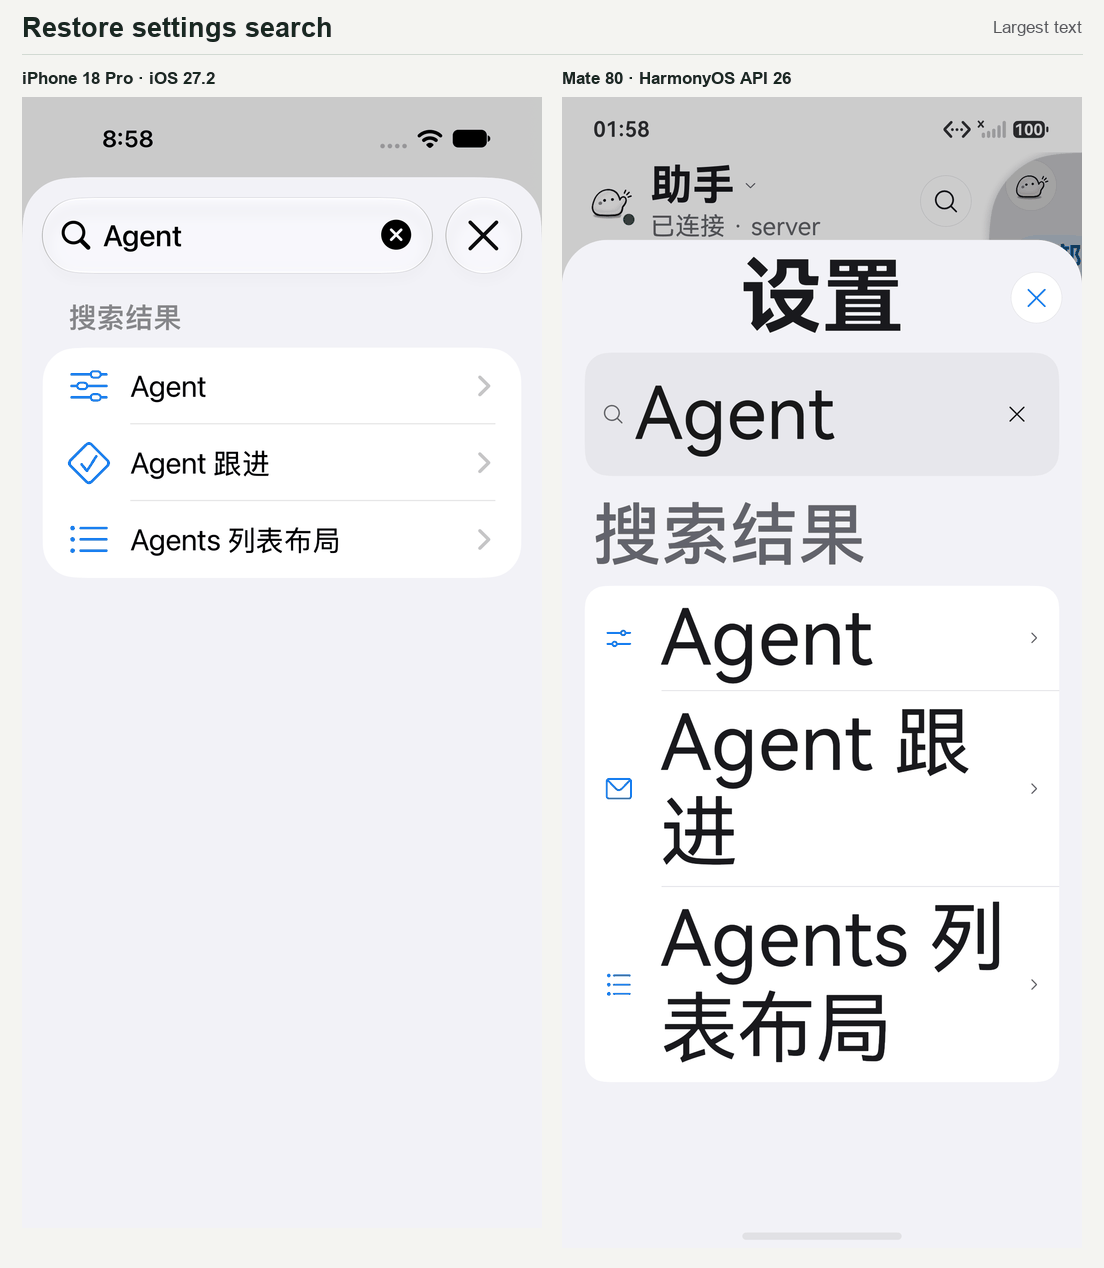 Restore settings search
Largest text
iPhone 18 Pro · iOS 27.2
8:58
Agent
搜索结果
Agent
Agent 跟进
Agents 列表布局
Mate 80 · HarmonyOS API 26
01:58
100
助手
已连接 · server
设置
Agent
搜索结果
Agent
Agent 跟
进
Agents 列
表布局